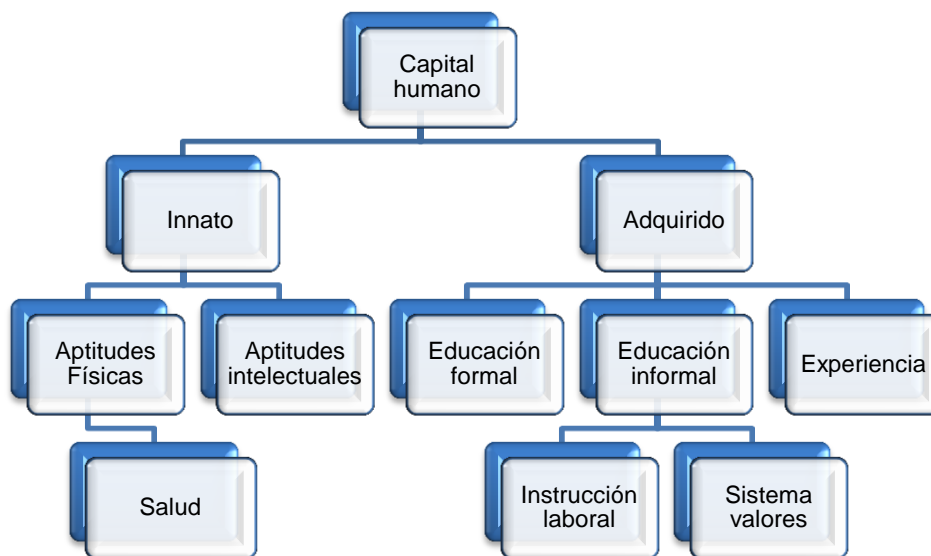 Capital
humano
Innato
Adquirido
Aptitudes
Físicas
Aptitudes
intelectuales
Educación
formal
Educación
informal
Experiencia
Salud
Instrucción
laboral
Sistema
valores